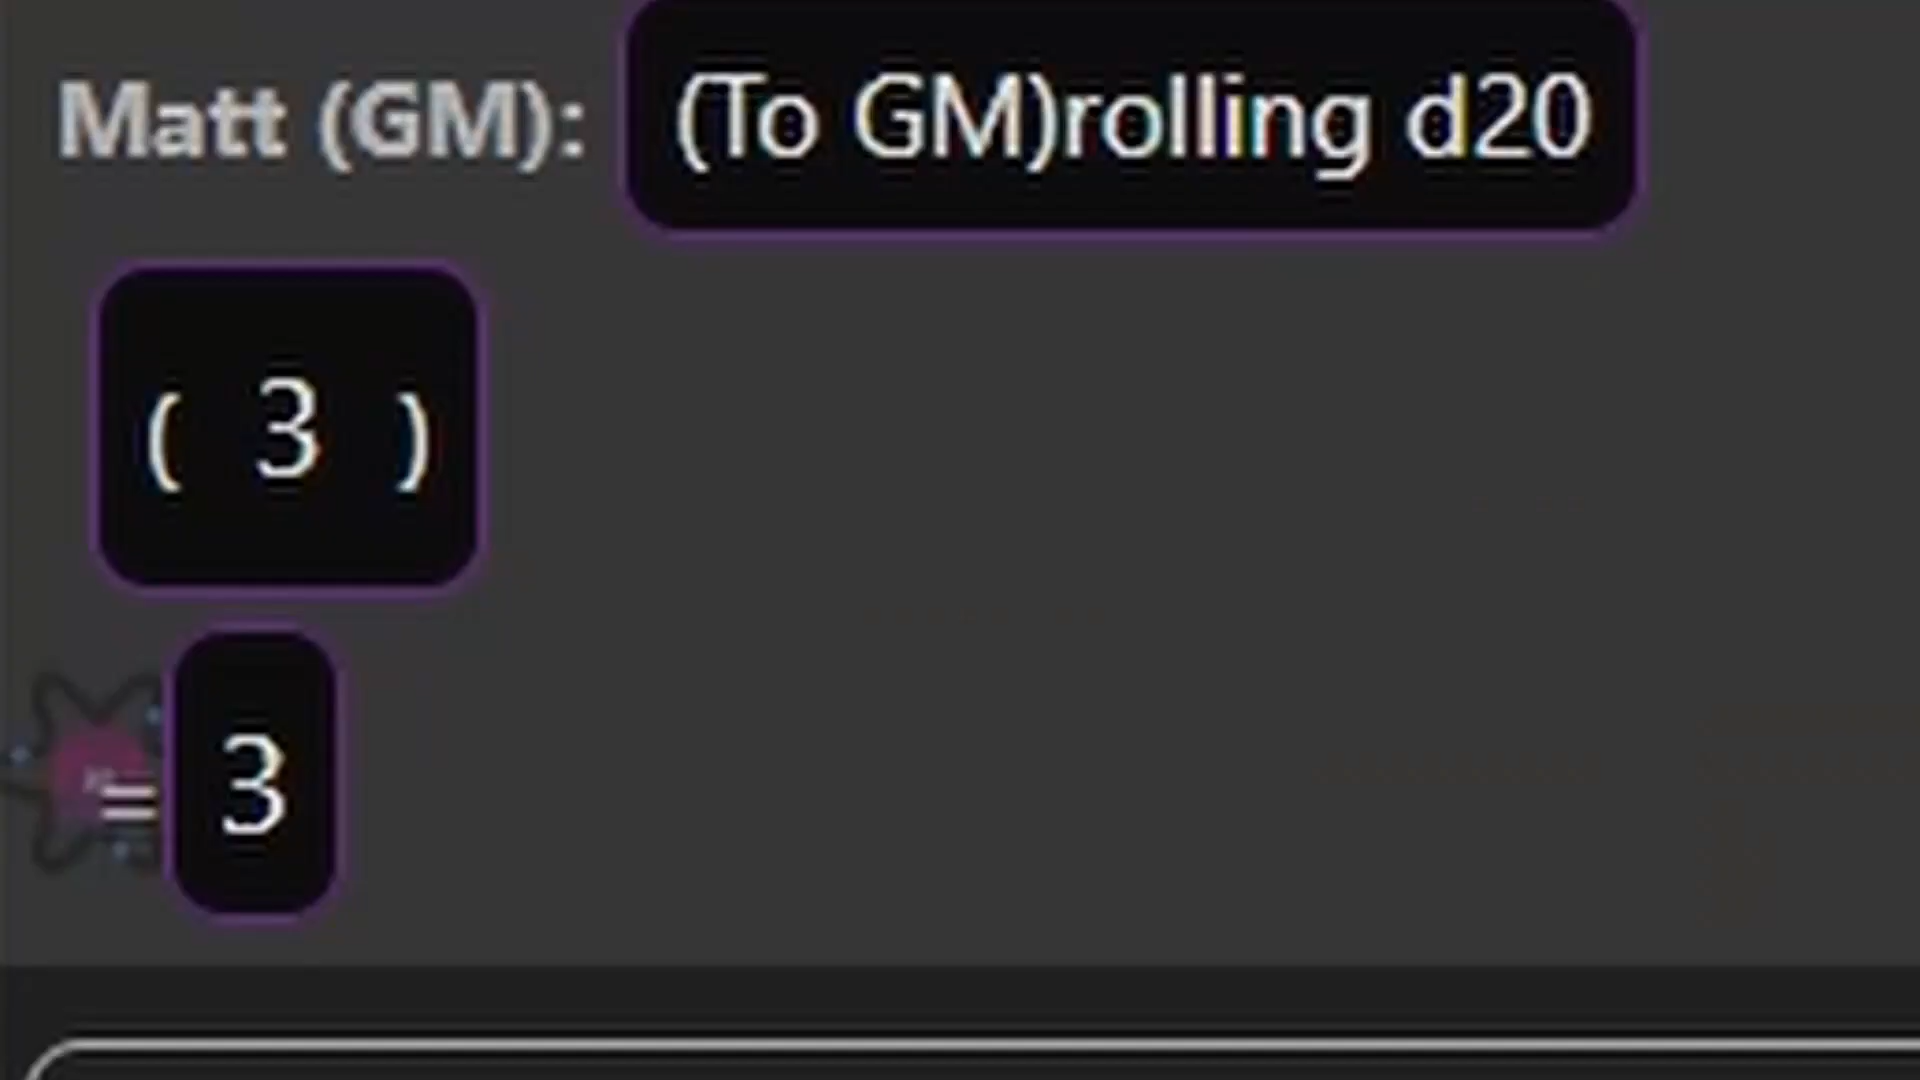 Matt (GM): (To GM)rolling d20
( 3 )
= 3